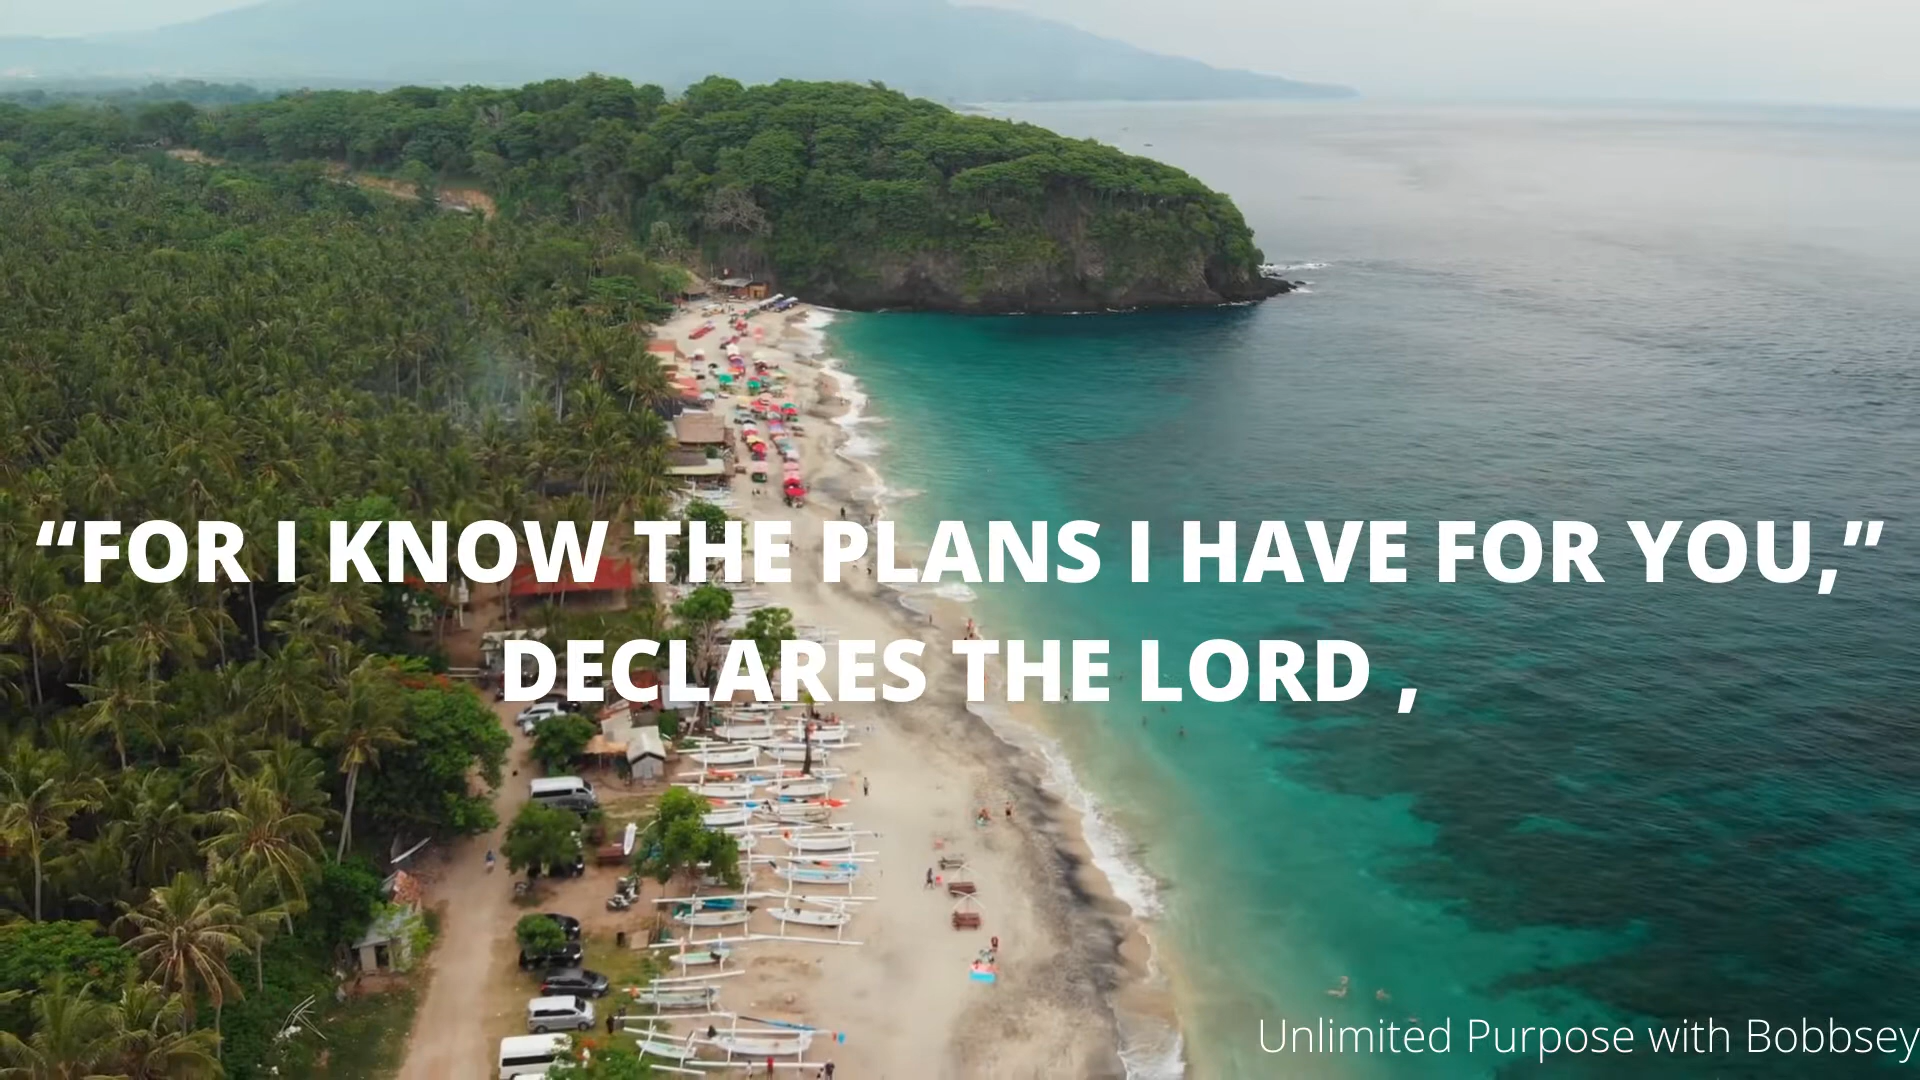 “FOR I KNOW THE PLANS I HAVE FOR YOU,”
DECLARES THE LORD ,
Unlimited Purpose with Bobbsey